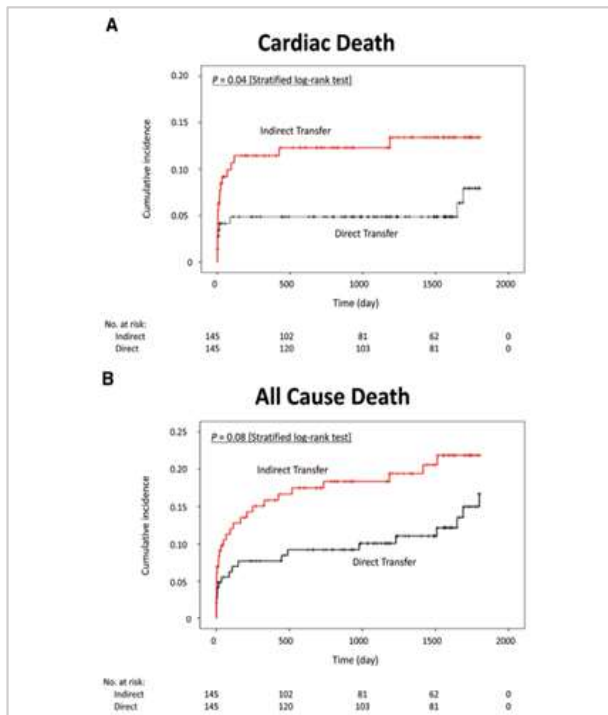 A
Cardiac Death
P = 0.04 [Stratified log-rank test]
0.20
0.15
0.10
0.05
0
Cumulative incidence
Indirect Transfer
Direct Transfer
0 500 1000 1500 2000
Time (day)
No. at risk:
Indirect 145 102 81 62 0
Direct 145 120 103 81 0
B
All Cause Death
P = 0.08 [Stratified log-rank test]
0.25
0.20
0.15
0.10
0.05
0
Cumulative incidence
Indirect Transfer
Direct Transfer
0 500 1000 1500 2000
Time (day)
No. at risk:
Indirect 145 102 81 62 0
Direct 145 120 103 81 0